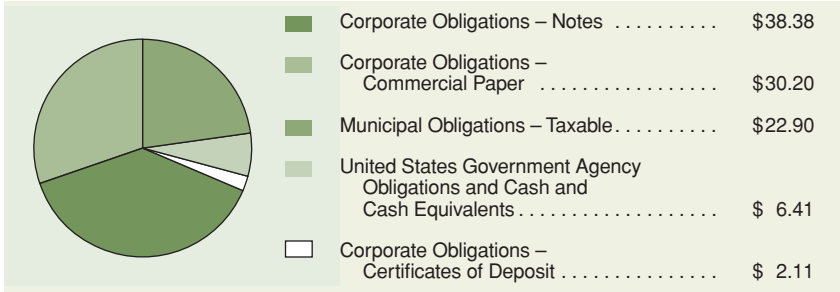 Corporate Obligations – Notes .......... $38.38
Corporate Obligations –
Commercial Paper ................. $30.20
Municipal Obligations – Taxable.......... $22.90
United States Government Agency
Obligations and Cash and
Cash Equivalents................... $ 6.41
Corporate Obligations –
Certificates of Deposit............... $ 2.11